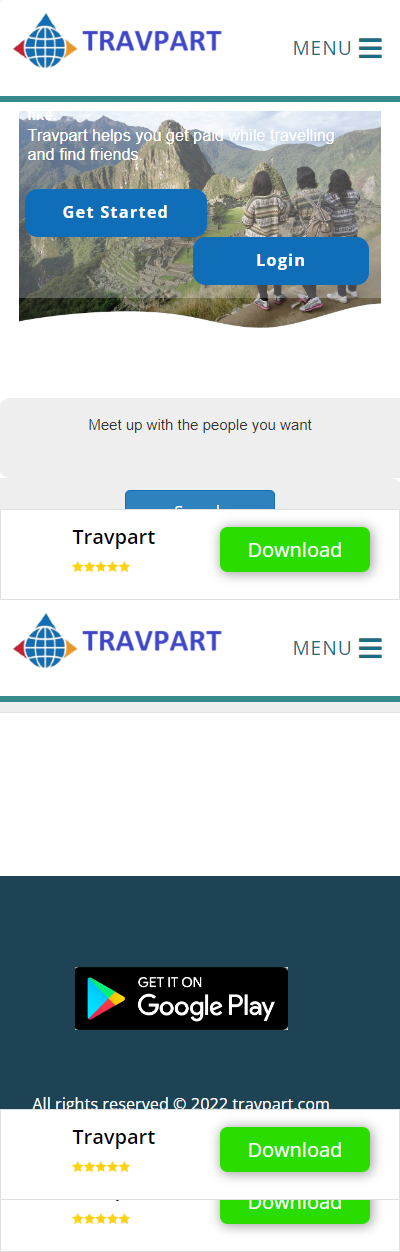 TRAVPART
MENU
like.
Travpart helps you get paid while travelling
and find friends.
Get Started
Login
Meet up with the people you want
Travpart
Download
TRAVPART
MENU
GET IT ON
Google Play
All rights reserved © 2022 travpart.com
Travpart
Download
Download